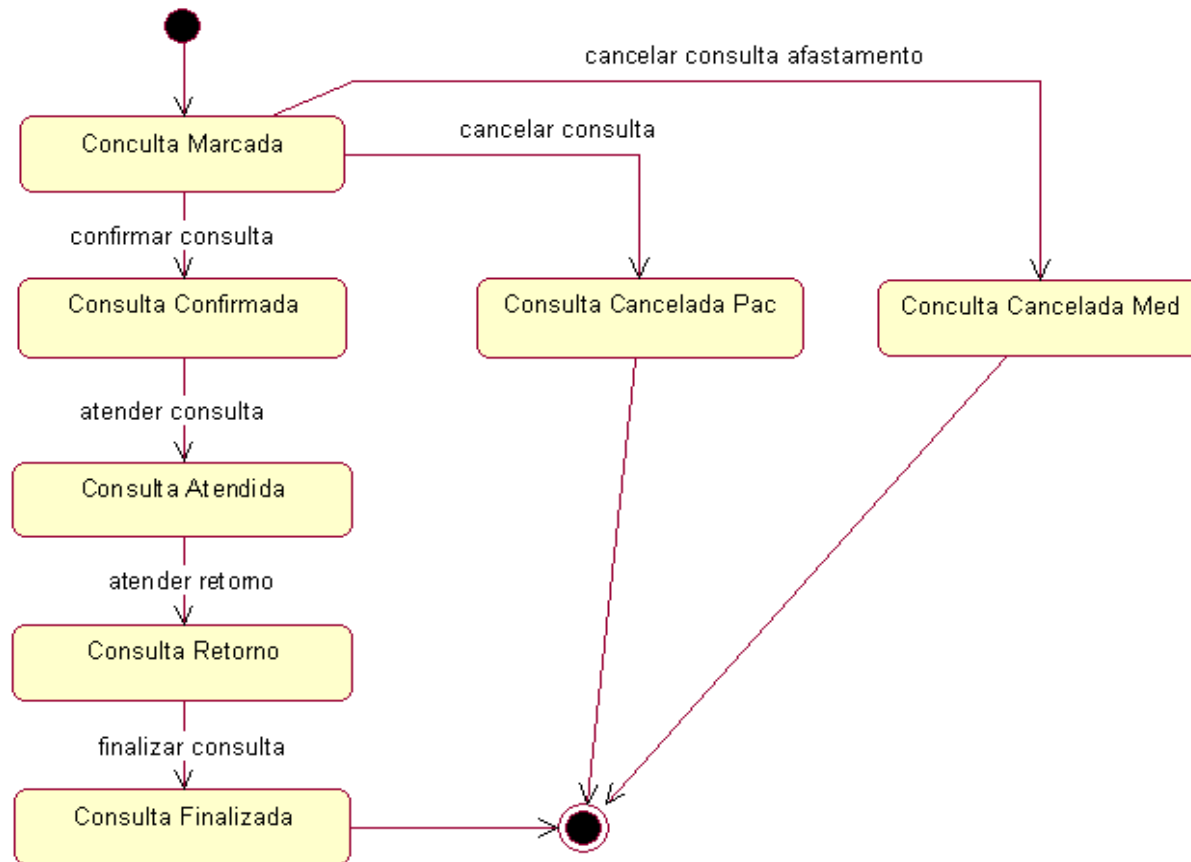 cancelar consulta afastamento
cancelar consulta
Conculta Marcada
confirmar consulta
Consulta Confirmada
Consulta Cancelada Pac
Conculta Cancelada Med
atender consulta
Consulta Atendida
atender retorno
Consulta Retorno
finalizar consulta
Consulta Finalizada